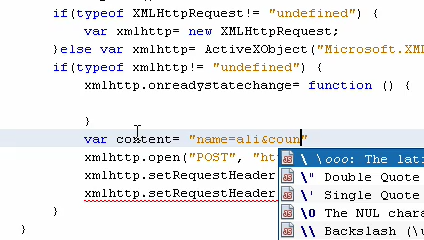 if(typeof XMLHttpRequest!= "undefined") {
var xmlhttp= new XMLHttpRequest;
}else var xmlhttp= ActiveXObject("Microsoft.XML
if(typeof xmlhttp!= "undefined") {
xmlhttp.onreadystatechange= function () {
}
var content= "name=ali&coun"
xmlhttp.open("POST", "ht
xmlhttp.setRequestHeader
xmlhttp.setRequestHeader
}
}
\ \ooo: The lati
\" Double Quote
\' Single Quote
\0 The NUL chara
\\ Backslash (\u